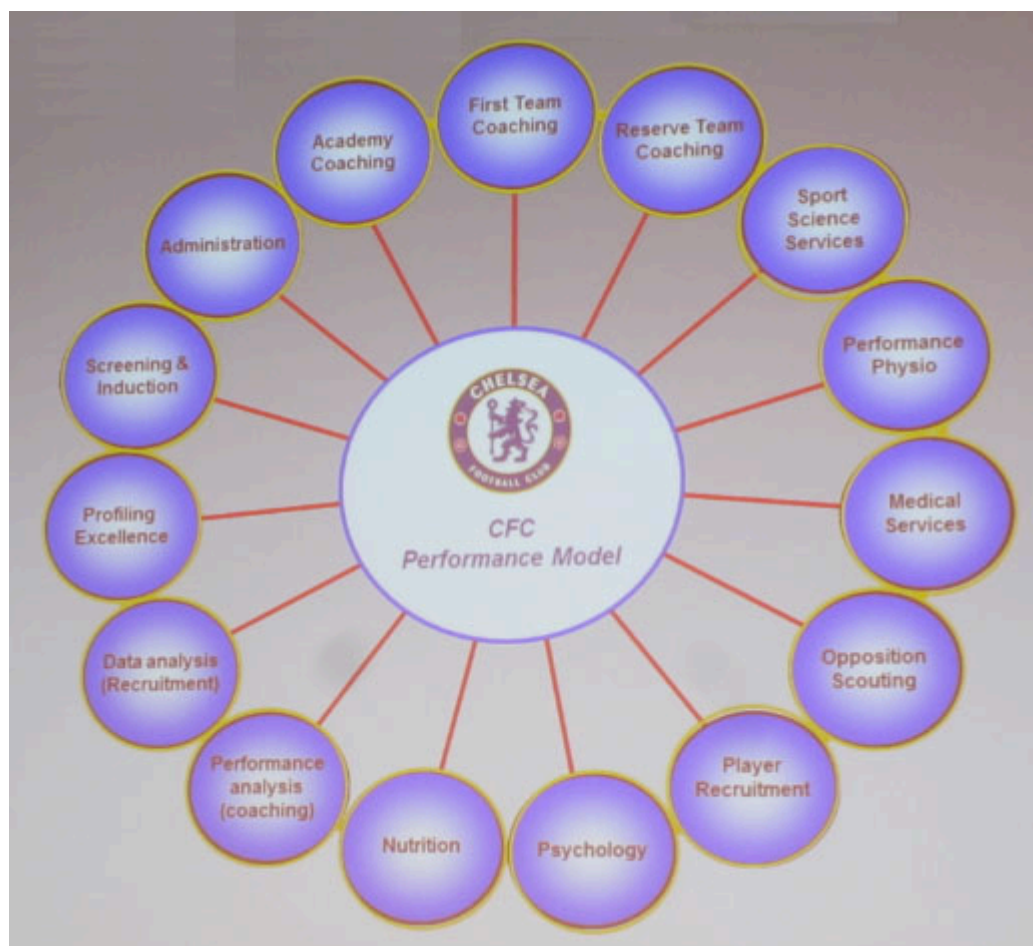 First Team
Coaching
Reserve Team
Coaching
Sport
Science
Services
Performance
Physio
Medical
Services
Opposition
Scouting
Player
Recruitment
Psychology
Nutrition
Performance
analysis
(coaching)
Data analysis
(Recruitment)
Profiling
Excellence
Screening &
Induction
Administration
Academy
Coaching
CHELSEA
FOOTBALL CLUB
CFC
Performance Model